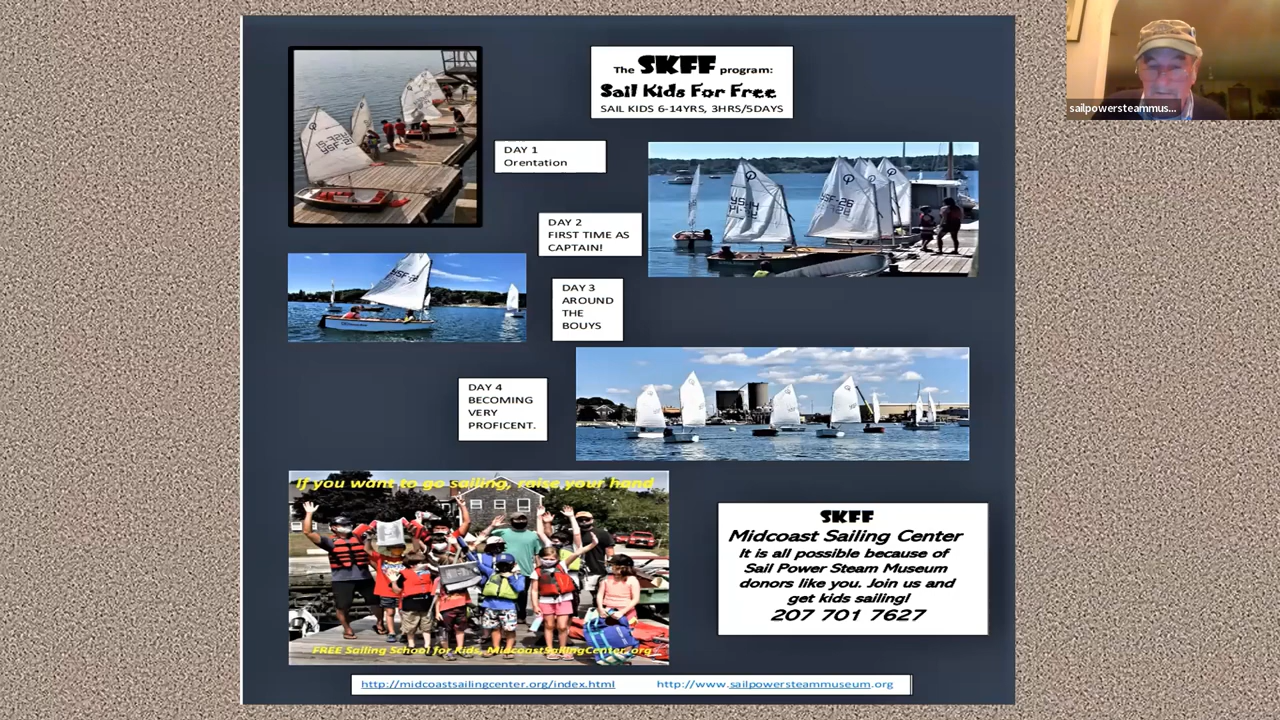 The SKFF program:
Sail Kids For Free
SAIL KIDS 6-14YRS, 3HRS/5DAYS
sailpowersteammus...
DAY 1
Orentation
DAY 2
FIRST TIME AS
CAPTAIN!
DAY 3
AROUND
THE
BOUYS
DAY 4
BECOMING
VERY
PROFICENT.
If you want to go sailing, raise your hand
FREE Sailing School for Kids, MidcoastSailingCenter.org
SKFF
Midcoast Sailing Center
It is all possible because of
Sail Power Steam Museum
donors like you. Join us and
get kids sailing!
207 701 7627
http://midcoastsailingcenter.org/index.html http://www.sailpowersteammuseum.org